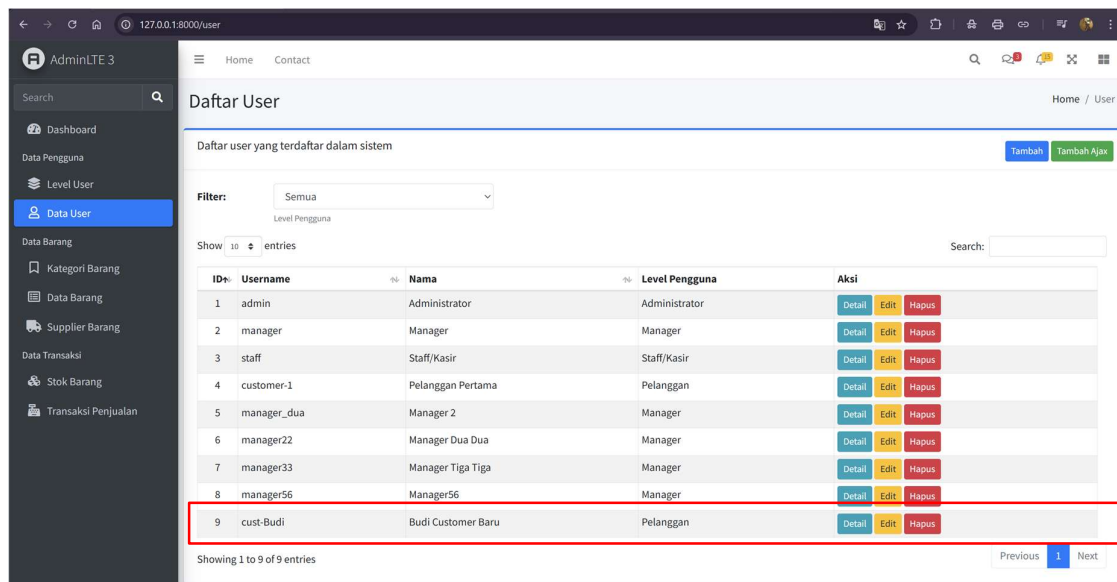 127.0.0.1:8000/user
AdminLTE 3
Home Contact
3 15
Search
Daftar User
Home / User
Dashboard
Data Pengguna
Level User
Data User
Data Barang
Kategori Barang
Data Barang
Supplier Barang
Data Transaksi
Stok Barang
Transaksi Penjualan
Daftar user yang terdaftar dalam sistem
Tambah Tambah Ajax
Filter: Semua
Level Pengguna
Show 10 entries
Search:
ID Username Nama Level Pengguna Aksi
1 admin Administrator Administrator Detail Edit Hapus
2 manager Manager Manager Detail Edit Hapus
3 staff Staff/Kasir Staff/Kasir Detail Edit Hapus
4 customer-1 Pelanggan Pertama Pelanggan Detail Edit Hapus
5 manager_dua Manager 2 Manager Detail Edit Hapus
6 manager22 Manager Dua Dua Manager Detail Edit Hapus
7 manager33 Manager Tiga Tiga Manager Detail Edit Hapus
8 manager56 Manager56 Manager Detail Edit Hapus
9 cust-Budi Budi Customer Baru Pelanggan Detail Edit Hapus
Showing 1 to 9 of 9 entries
Previous 1 Next